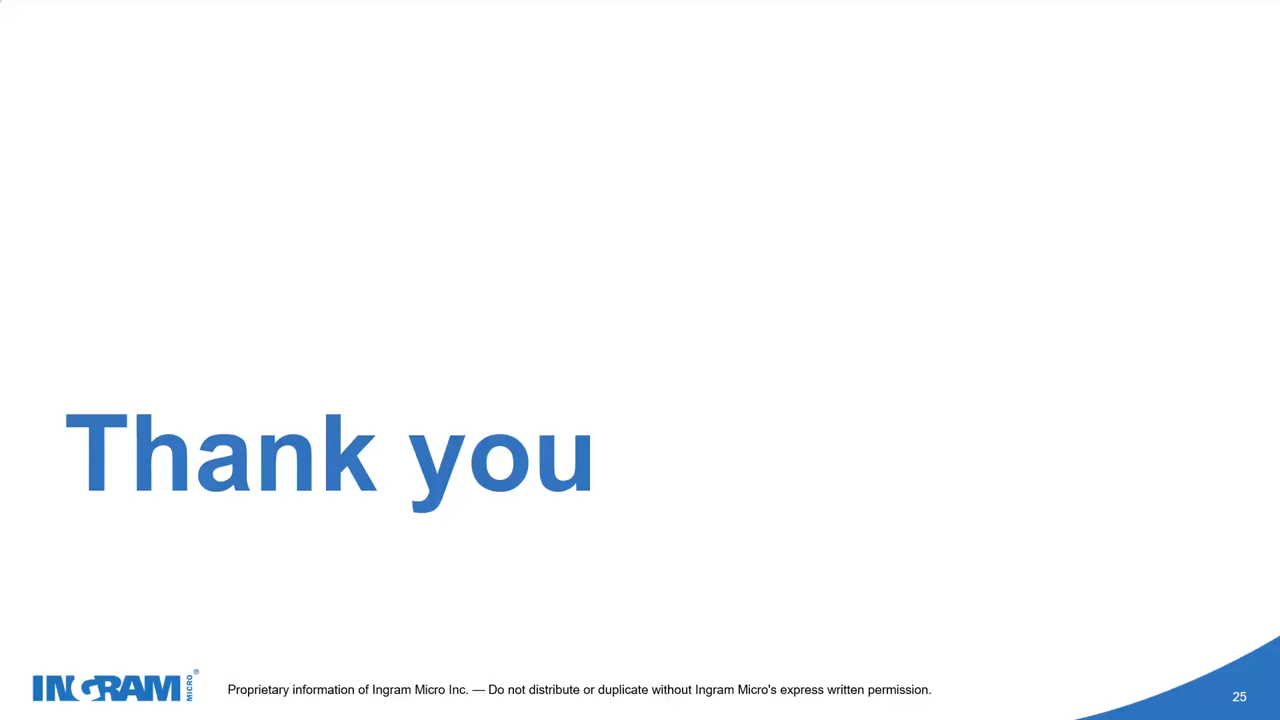 Thank you
INGRAM MICRO®
Proprietary information of Ingram Micro Inc. — Do not distribute or duplicate without Ingram Micro's express written permission.
25